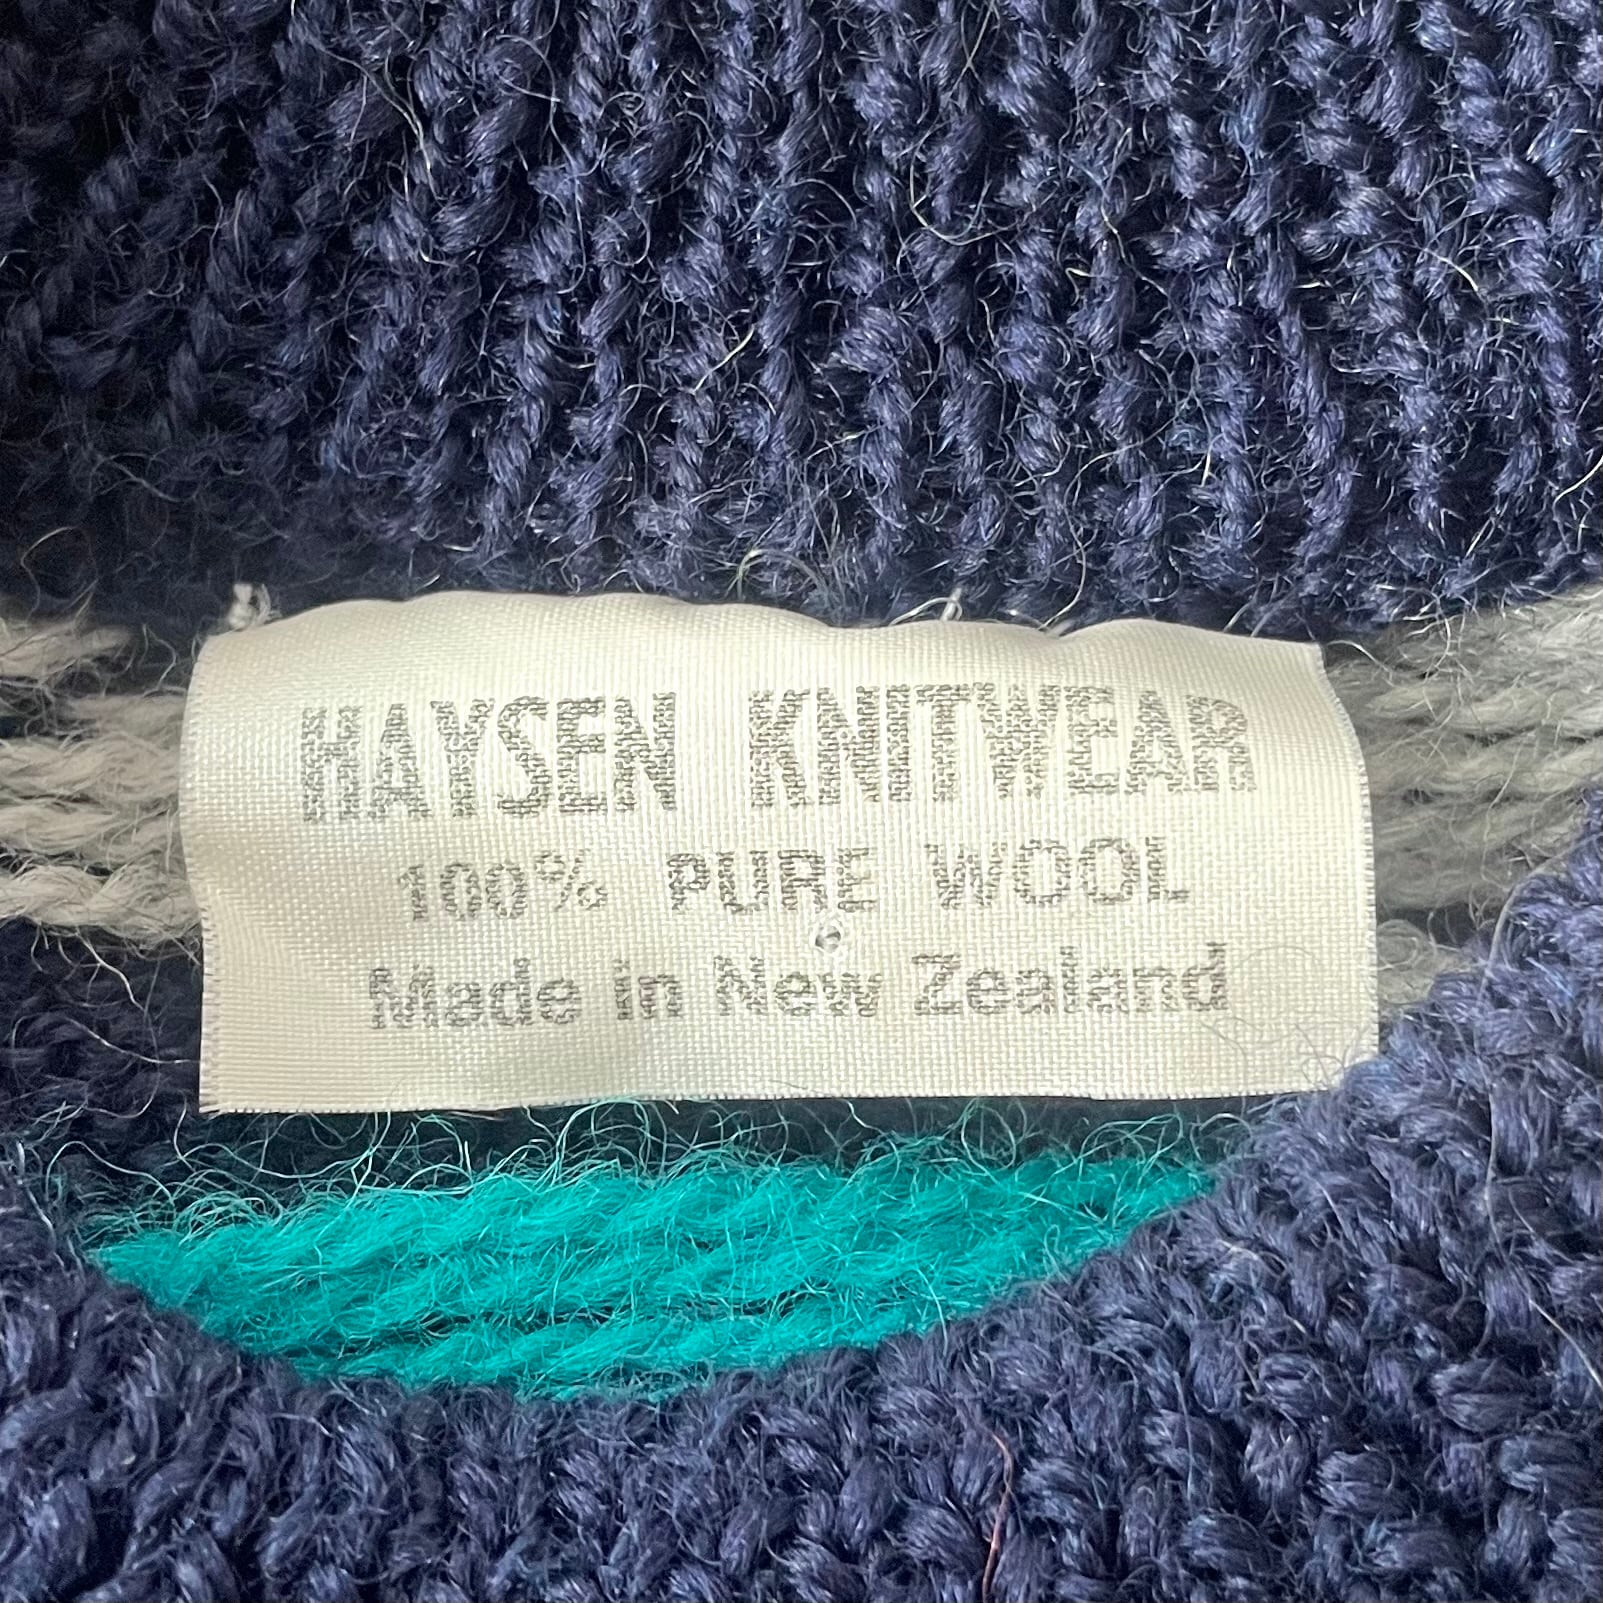 HAYSEN KNITWEAR
100% PURE WOOL
Made in New Zealand